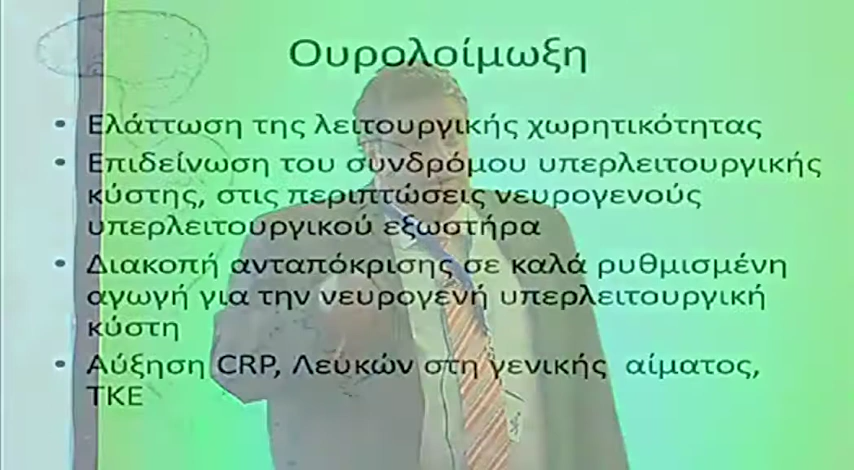 Ουρολοίμωξη
• Ελάττωση της λειτουργικής χωρητικότητας
• Επιδείνωση του συνδρόμου υπερλειτουργικής
κύστης, στις περιπτώσεις νευρογενούς
υπερλειτουργικού εξωστήρα
• Διακοπή ανταπόκρισης σε καλά ρυθμισμένη
αγωγή για την νευρογενή υπερλειτουργική
κύστη
• Αύξηση CRP, Λευκών στη γενικής αίματος,
ΤΚΕ